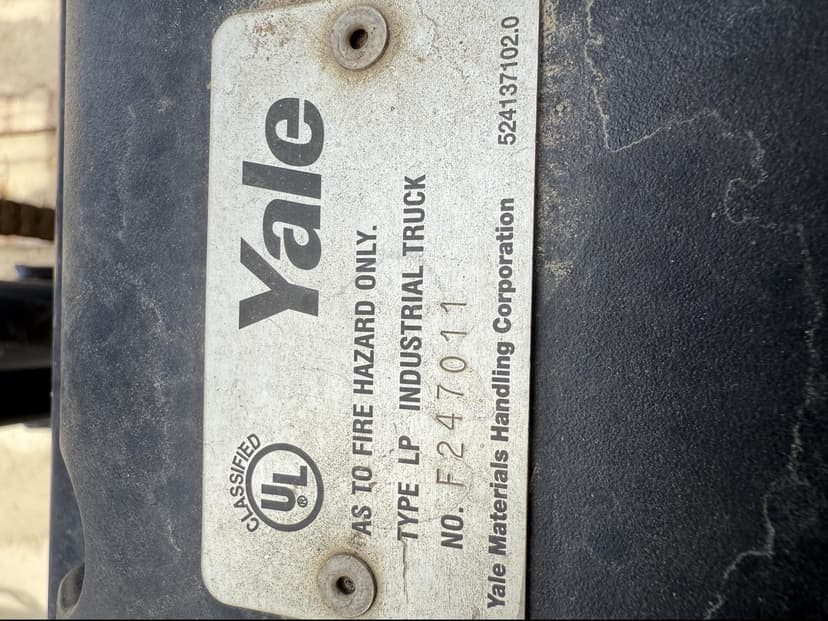 CLASSIFIED
UL®
Yale
AS TO FIRE HAZARD ONLY.
TYPE LP INDUSTRIAL TRUCK
NO. F247011
Yale Materials Handling Corporation 524137102.0